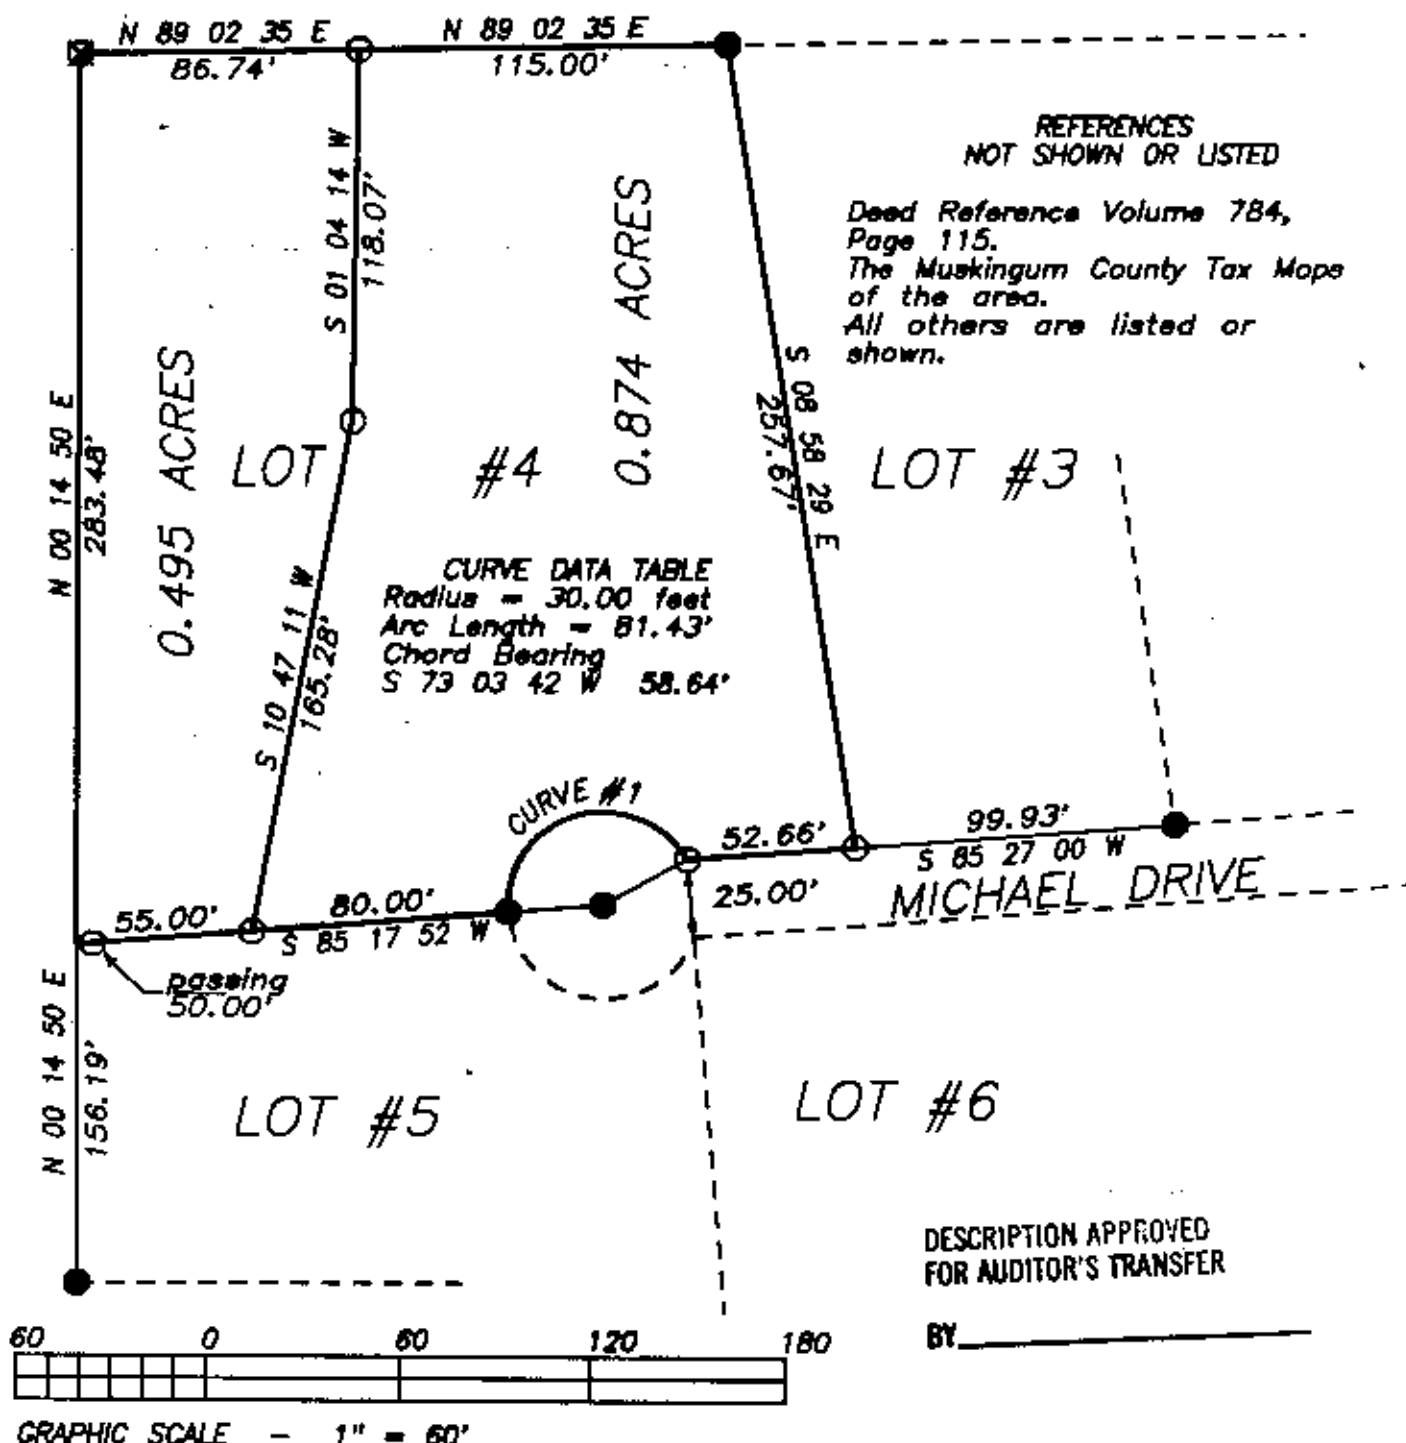 N 89 02 35 E
86.74'
N 89 02 35 E
115.00'
REFERENCES
NOT SHOWN OR LISTED
Deed Reference Volume 784,
Page 115.
The Muskingum County Tax Maps
of the area.
All others are listed or
shown.
S 01 04 14 W
118.07'
0.874 ACRES
0.495 ACRES
N 00 14 50 E
283.48'
S 08 58 29 E
257.67'
LOT #4
LOT #3
CURVE DATA TABLE
Radius = 30.00 feet
Arc Length = 81.43'
Chord Bearing
S 73 03 42 W 58.64'
S 10 47 11 W
165.28'
CURVE #1
52.66'
99.93'
S 85 27 00 W
25.00'
MICHAEL DRIVE
55.00'
80.00'
S 85 17 52 W
passing
50.00'
N 00 14 50 E
156.19'
LOT #5
LOT #6
DESCRIPTION APPROVED
FOR AUDITOR'S TRANSFER
BY
60 0 60 120 180
GRAPHIC SCALE - 1" = 60'